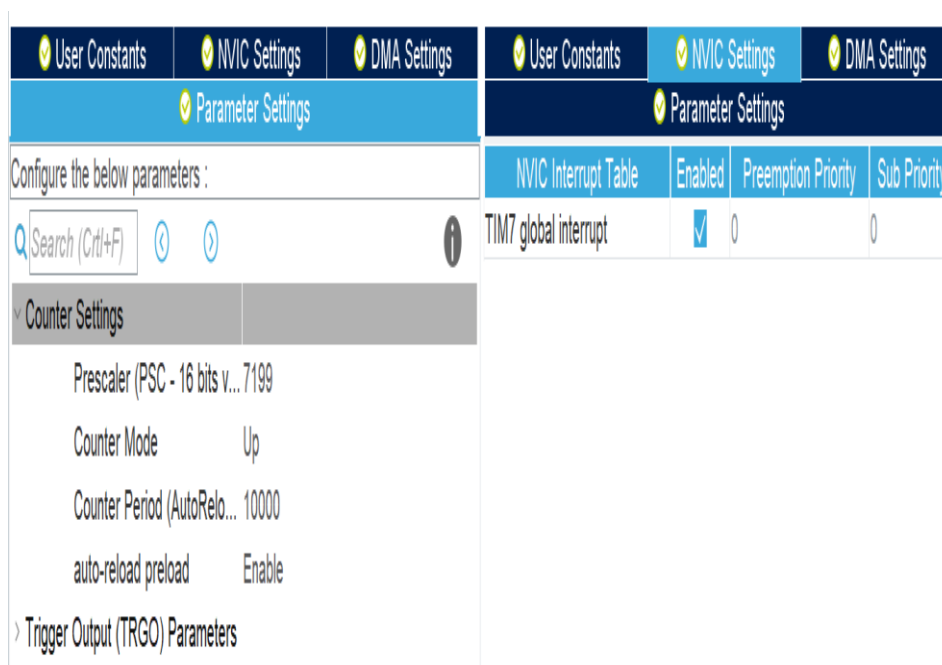 User Constants NVIC Settings DMA Settings
Parameter Settings
Configure the below parameters :
Search (Crtl+F)
Counter Settings
Prescaler (PSC - 16 bits v... 7199
Counter Mode Up
Counter Period (AutoRelo... 10000
auto-reload preload Enable
Trigger Output (TRGO) Parameters
User Constants NVIC Settings DMA Settings
Parameter Settings
NVIC Interrupt Table Enabled Preemption Priority Sub Priority
TIM7 global interrupt 0 0